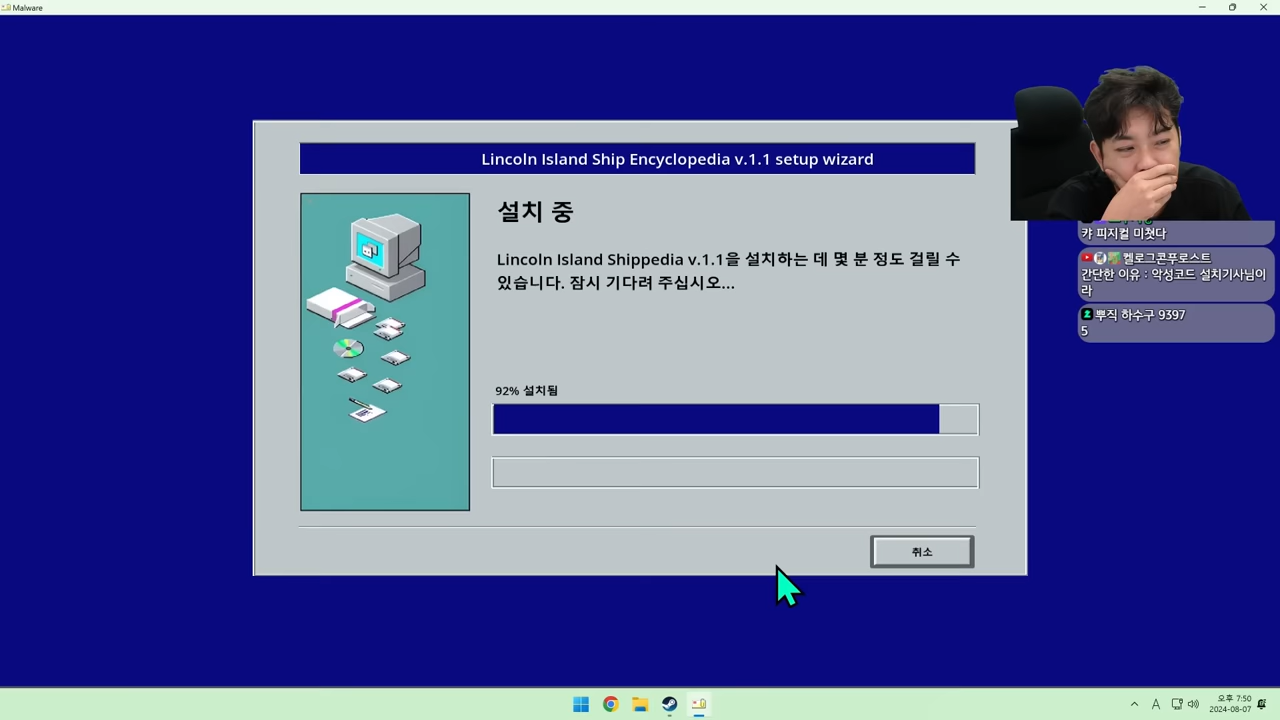 Malware
Lincoln Island Ship Encyclopedia v.1.1 setup wizard
설치 중
Lincoln Island Shippedia v.1.1을 설치하는 데 몇 분 정도 걸릴 수
있습니다. 잠시 기다려 주십시오...
92% 설치됨
취소
캬 피지컬 미쳣다
켈로그콘푸로스트
간단한 이유 : 악성코드 설치기사님이
라
뿌직 하수구 9397
5
A
오후 7:50
2024-08-07